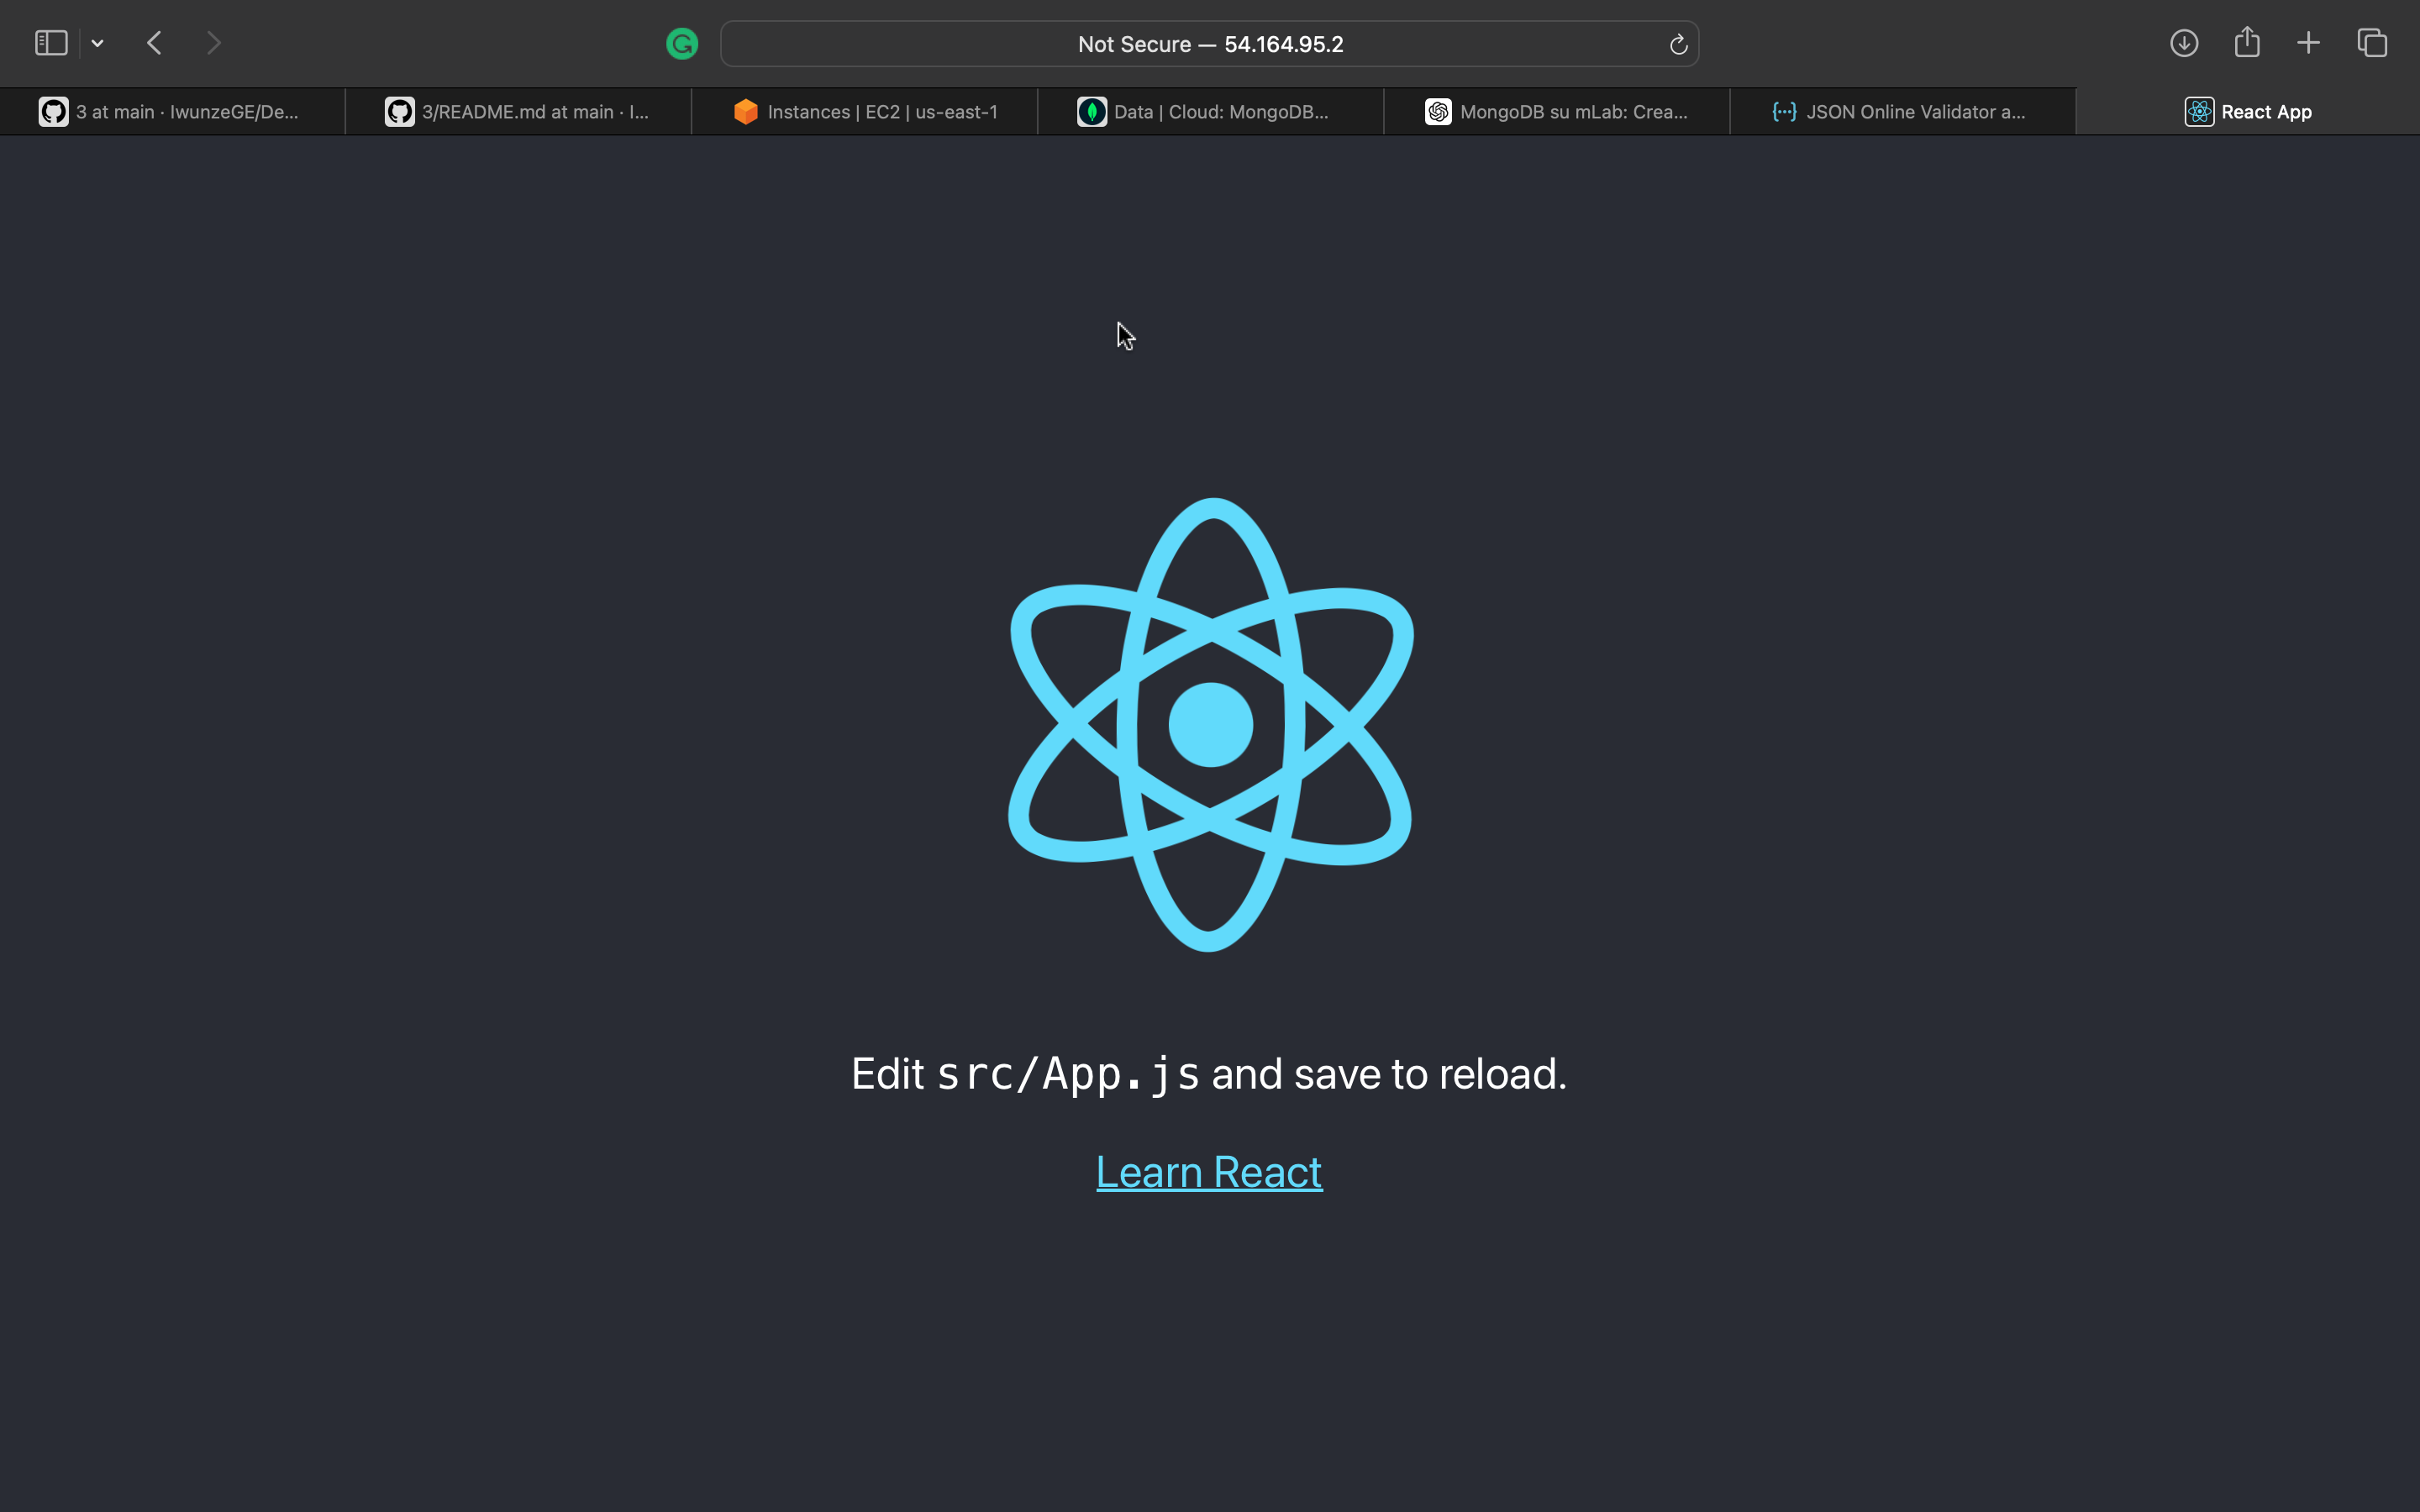 Not Secure — 54.164.95.2
3 at main · IwunzeGE/De...
3/README.md at main · I...
Instances | EC2 | us-east-1
Data | Cloud: MongoDB...
MongoDB su mLab: Crea...
{···} JSON Online Validator a...
React App
Edit src/App.js and save to reload.
Learn React